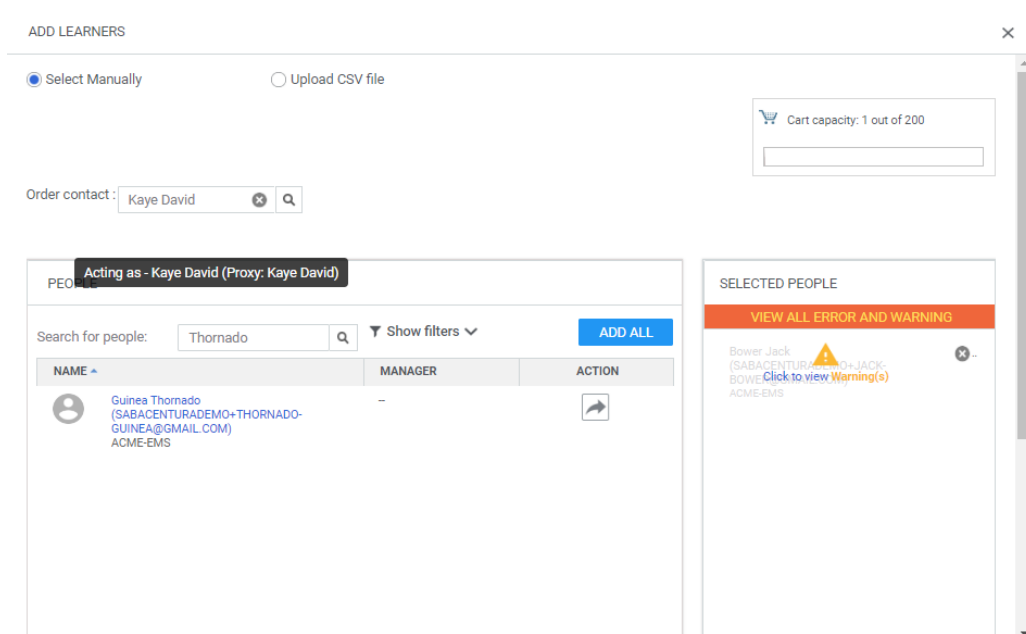 ADD LEARNERS
Select Manually
Upload CSV file
Cart capacity: 1 out of 200
Order contact :
Kaye David
Acting as - Kaye David (Proxy: Kaye David)
PEOPLE
Search for people:
Thornado
Show filters
ADD ALL
NAME
MANAGER
ACTION
Guinea Thornado
(SABACENTURADEMO+THORNADO-
GUINEA@GMAIL.COM)
ACME-EMS
--
SELECTED PEOPLE
VIEW ALL ERROR AND WARNING
Bower Jack
Click to view Warning(s)
ACME-EMS